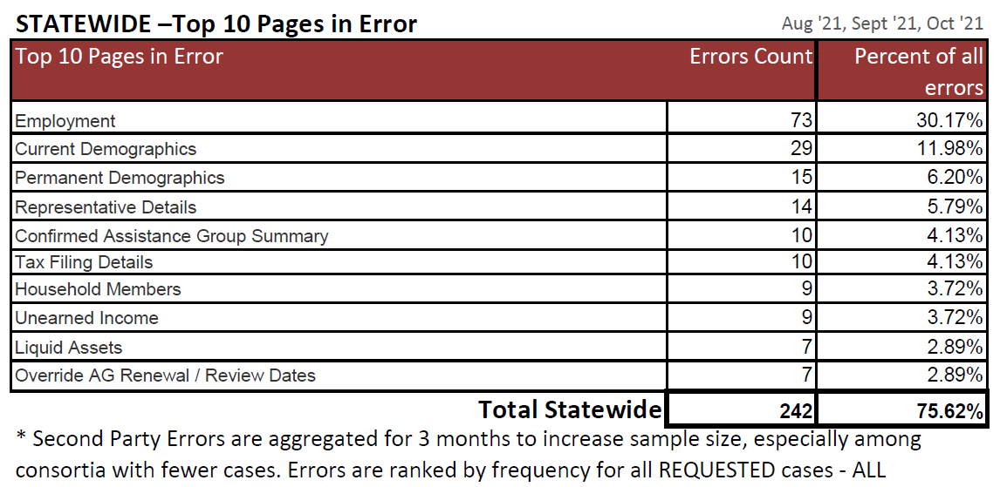 STATEWIDE –Top 10 Pages in Error Aug '21, Sept '21, Oct '21
Top 10 Pages in Error Errors Count Percent of all
errors
Employment 73 30.17%
Current Demographics 29 11.98%
Permanent Demographics 15 6.20%
Representative Details 14 5.79%
Confirmed Assistance Group Summary 10 4.13%
Tax Filing Details 10 4.13%
Household Members 9 3.72%
Unearned Income 9 3.72%
Liquid Assets 7 2.89%
Override AG Renewal / Review Dates 7 2.89%
Total Statewide 242 75.62%
* Second Party Errors are aggregated for 3 months to increase sample size, especially among
consortia with fewer cases. Errors are ranked by frequency for all REQUESTED cases - ALL